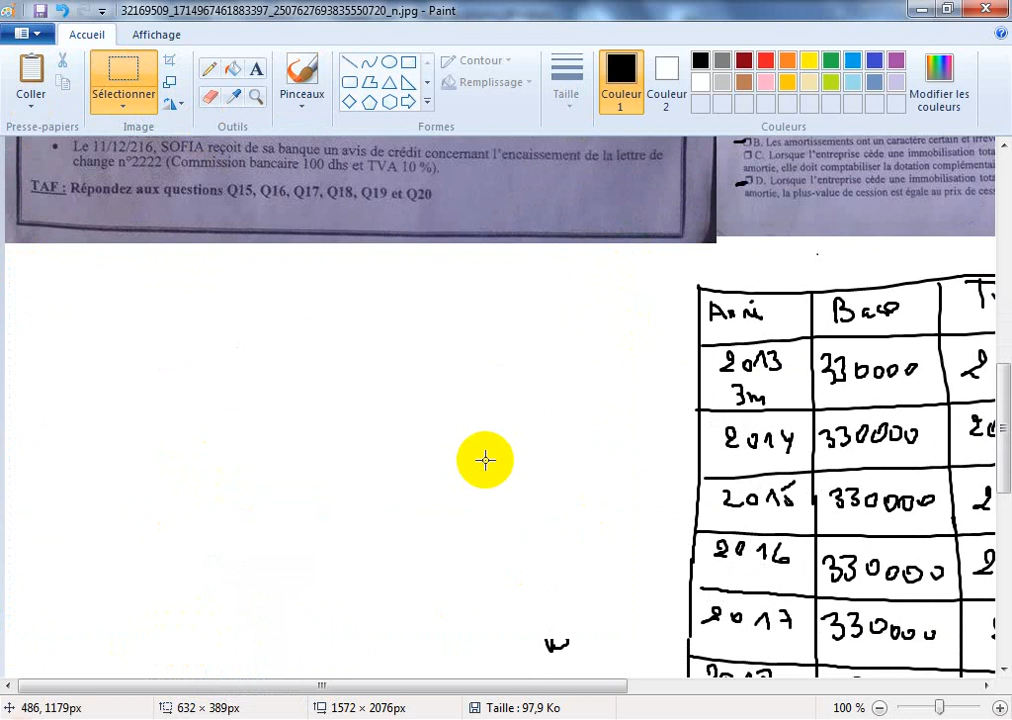 32169509_1714967461883397_2507627693835550720_n.jpg - Paint
Accueil
Affichage
Coller
Sélectionner
Pinceaux
Contour
Remplissage
Taille
Couleur 1
Couleur 2
Modifier les couleurs
Presse-papiers
Image
Outils
Formes
Couleurs
• Le 11/12/216, SOFIA reçoit de sa banque un avis de crédit concernant l'encaissement de la lettre de
change n°2222 (Commission bancaire 100 dhs et TVA 10 %).
TAF : Répondez aux questions Q15, Q16, Q17, Q18, Q19 et Q20
B. Les amortissements ont un caractère certain et irrév
C. Lorsque l'entreprise cède une immobilisation tota
amortie, elle doit comptabiliser la dotation complémenta
D. Lorsque l'entreprise cède une immobilisation tota
amortie, la plus-value de cession est égale au prix de cess
Base
2013 330000 2
3m
2014 330000 20
2015 330000 2
2016 330000 2
2017 330000
486, 1179px
632 × 389px
1572 × 2076px
Taille : 97,9 Ko
100 %